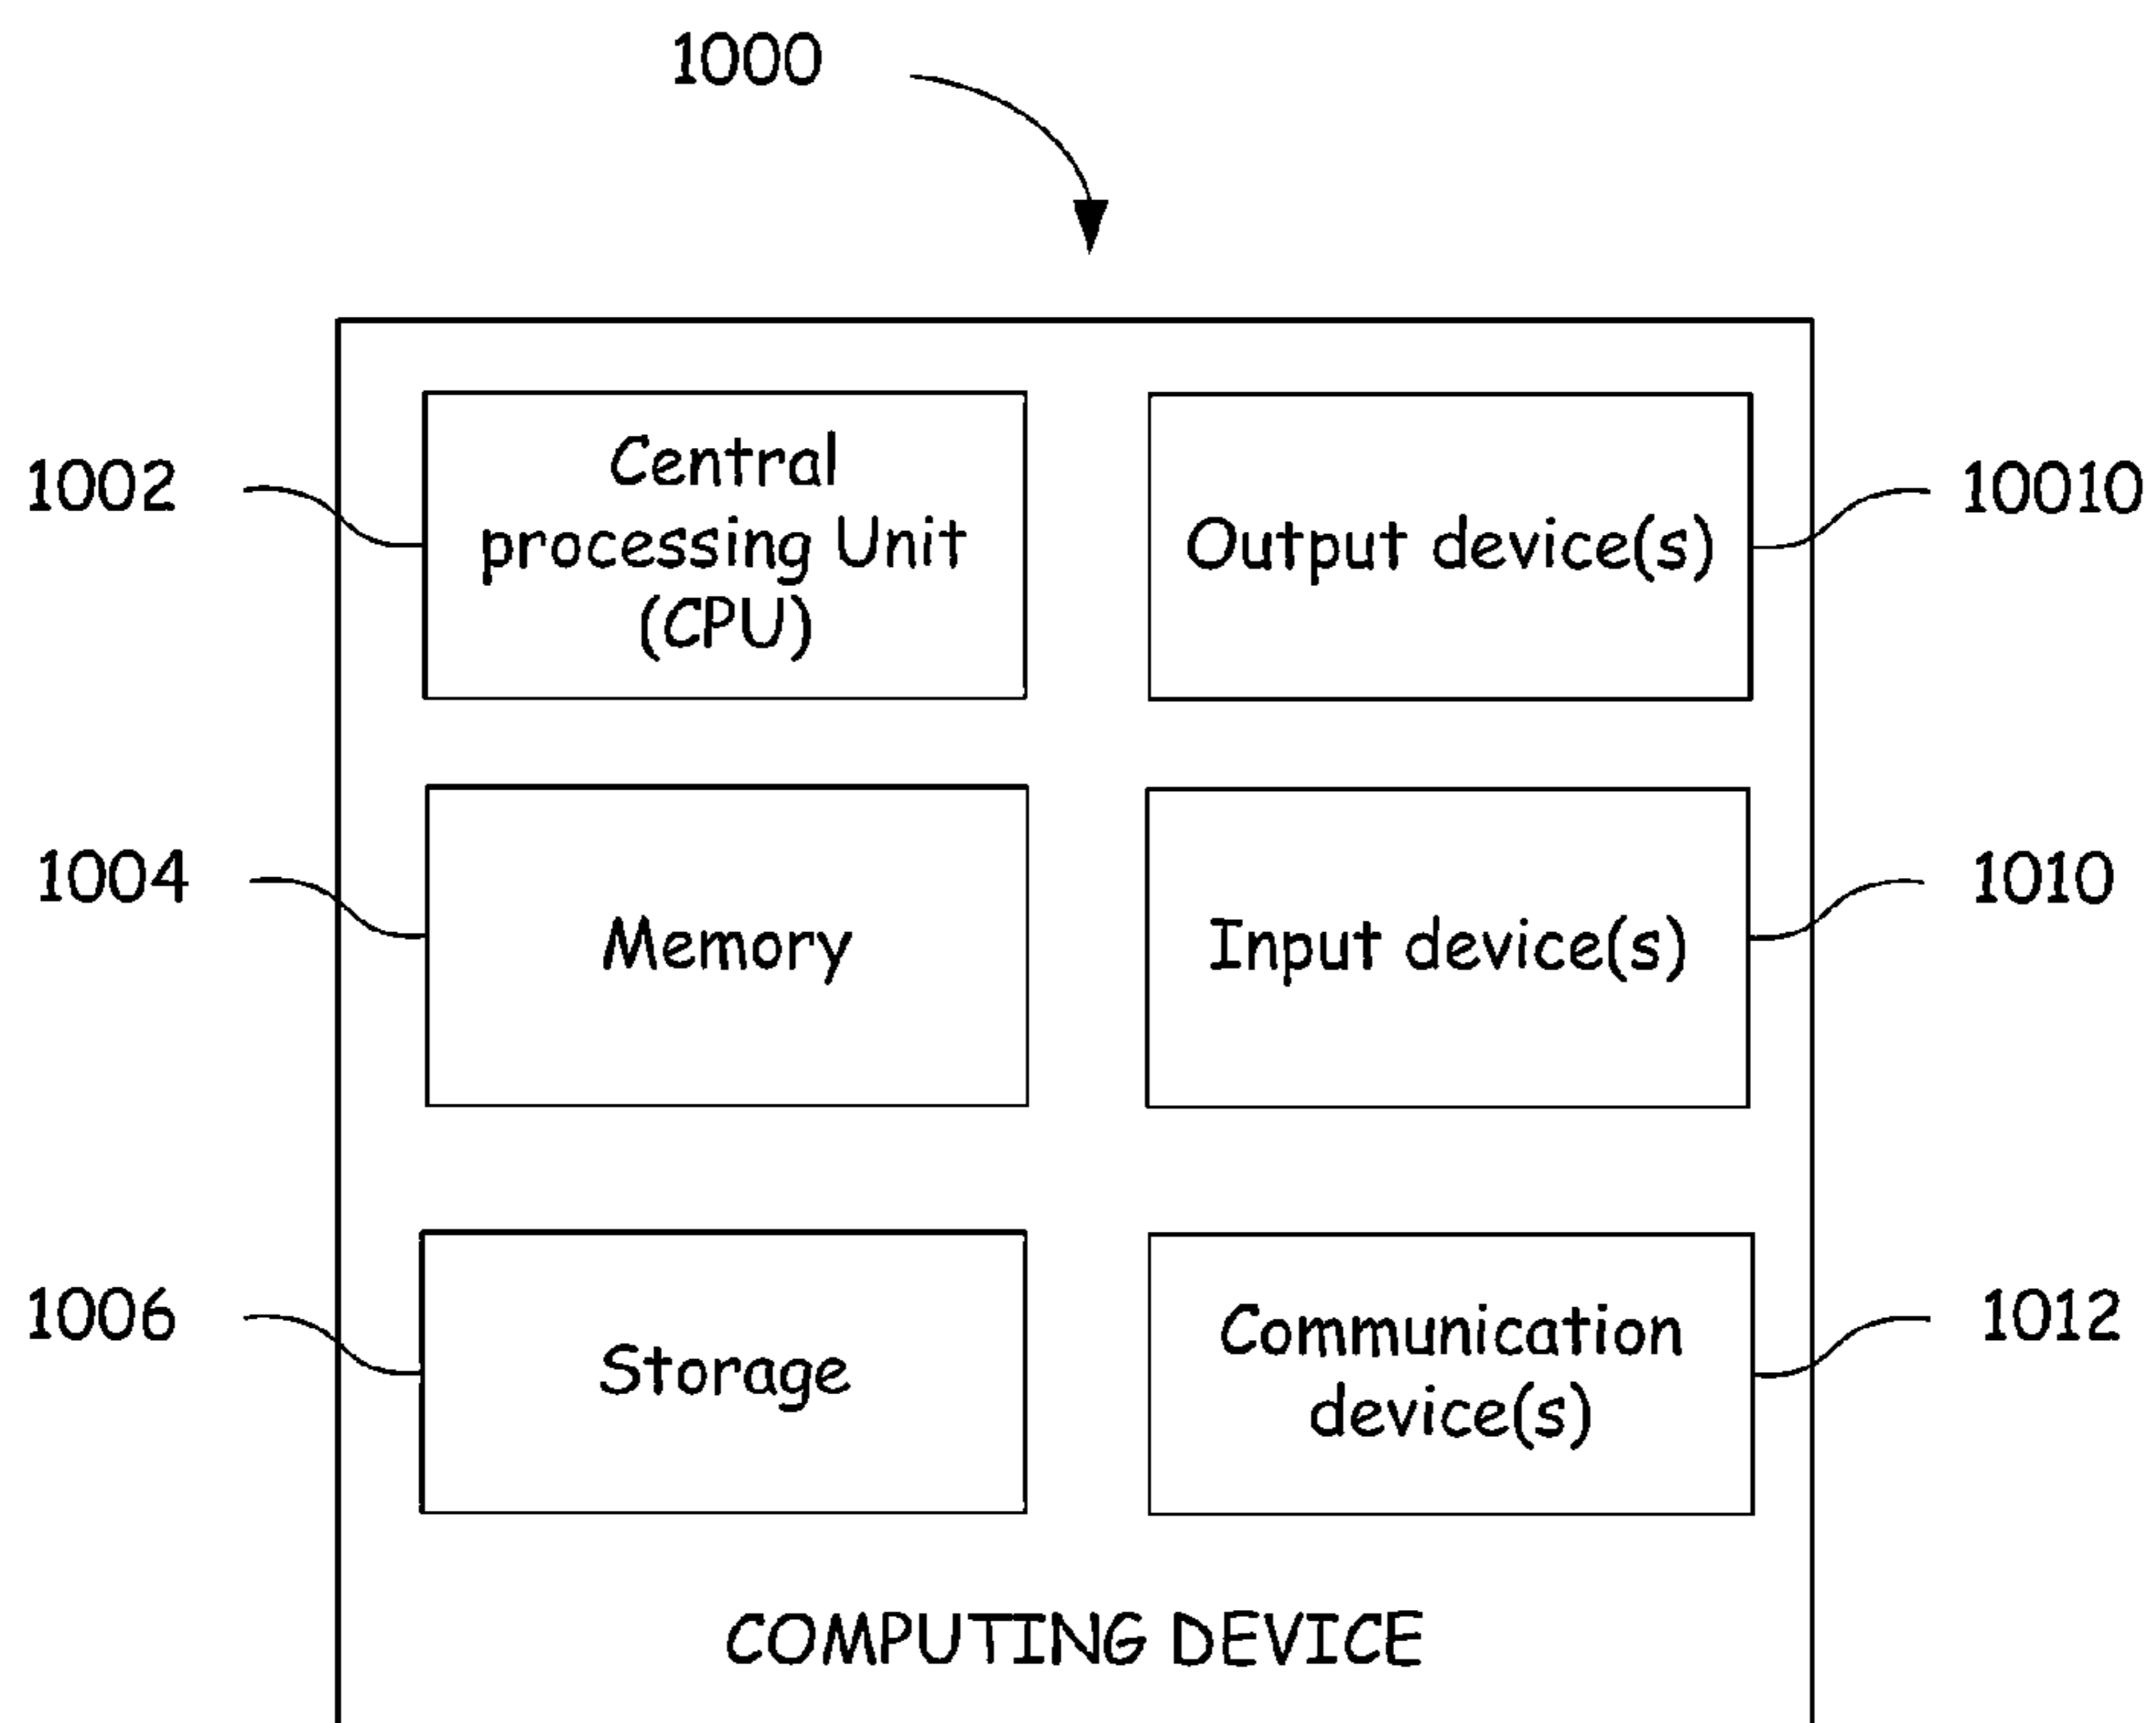 1000
1002
Central
processing Unit
(CPU)
Output device(s)
10010
1004
Memory
Input device(s)
1010
1006
Storage
Communication
device(s)
1012
COMPUTING DEVICE